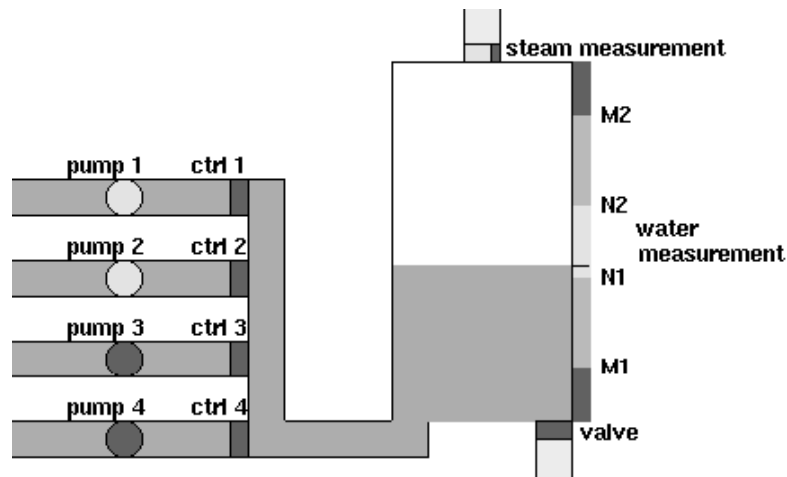 steam measurement
M2
pump 1 ctrl 1
N2
water
measurement
pump 2 ctrl 2
N1
pump 3 ctrl 3
M1
pump 4 ctrl 4
valve